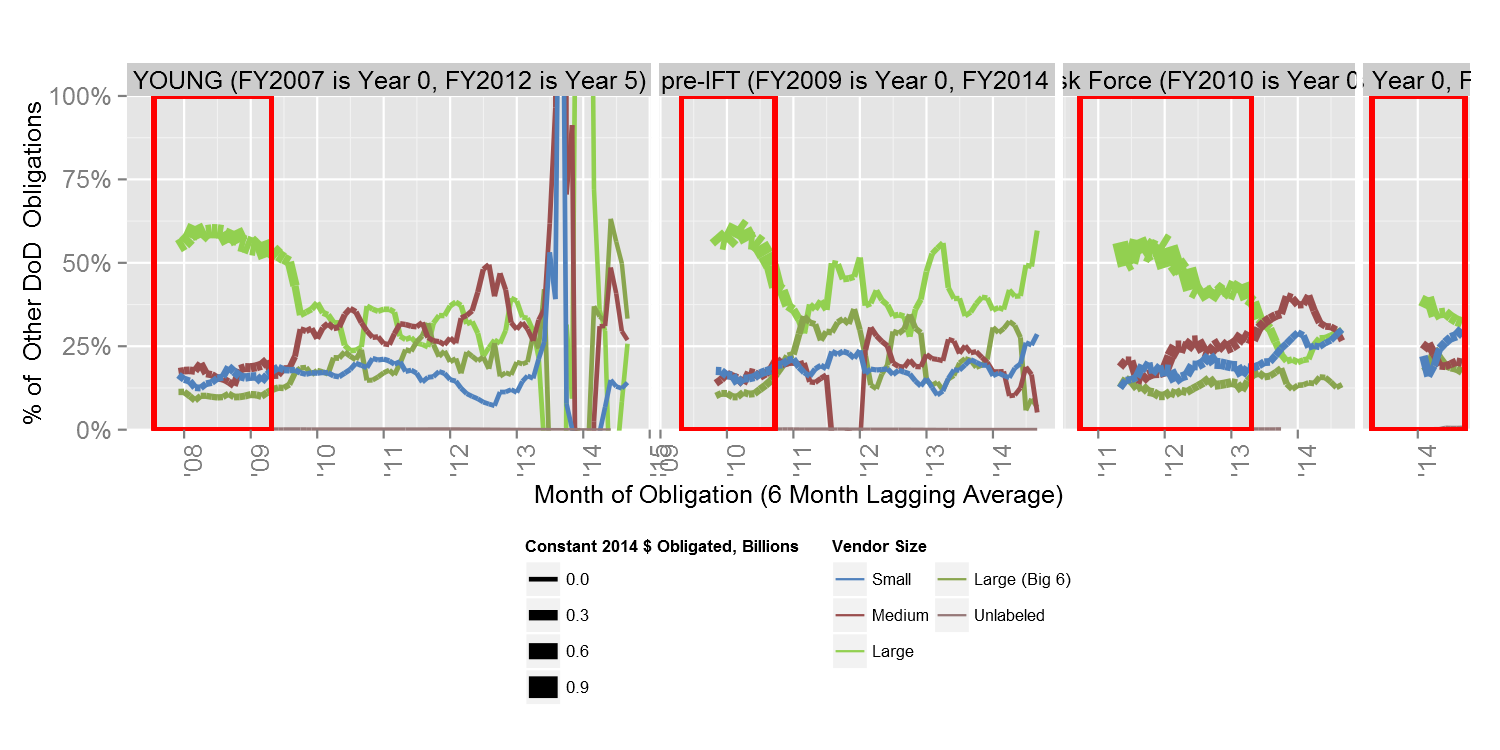 YOUNG (FY2007 is Year 0, FY2012 is Year 5)
pre-IFT (FY2009 is Year 0, FY2014
sk Force (FY2010 is Year 0
Year 0, F
% of Other DoD Obligations
100%
75%
50%
25%
0%
'08 '09 '10 '11 '12 '13 '14 '15
'09 '10 '11 '12 '13 '14
'11 '12 '13 '14
'14
Month of Obligation (6 Month Lagging Average)
Constant 2014 $ Obligated, Billions
0.0
0.3
0.6
0.9
Vendor Size
Small
Medium
Large
Large (Big 6)
Unlabeled